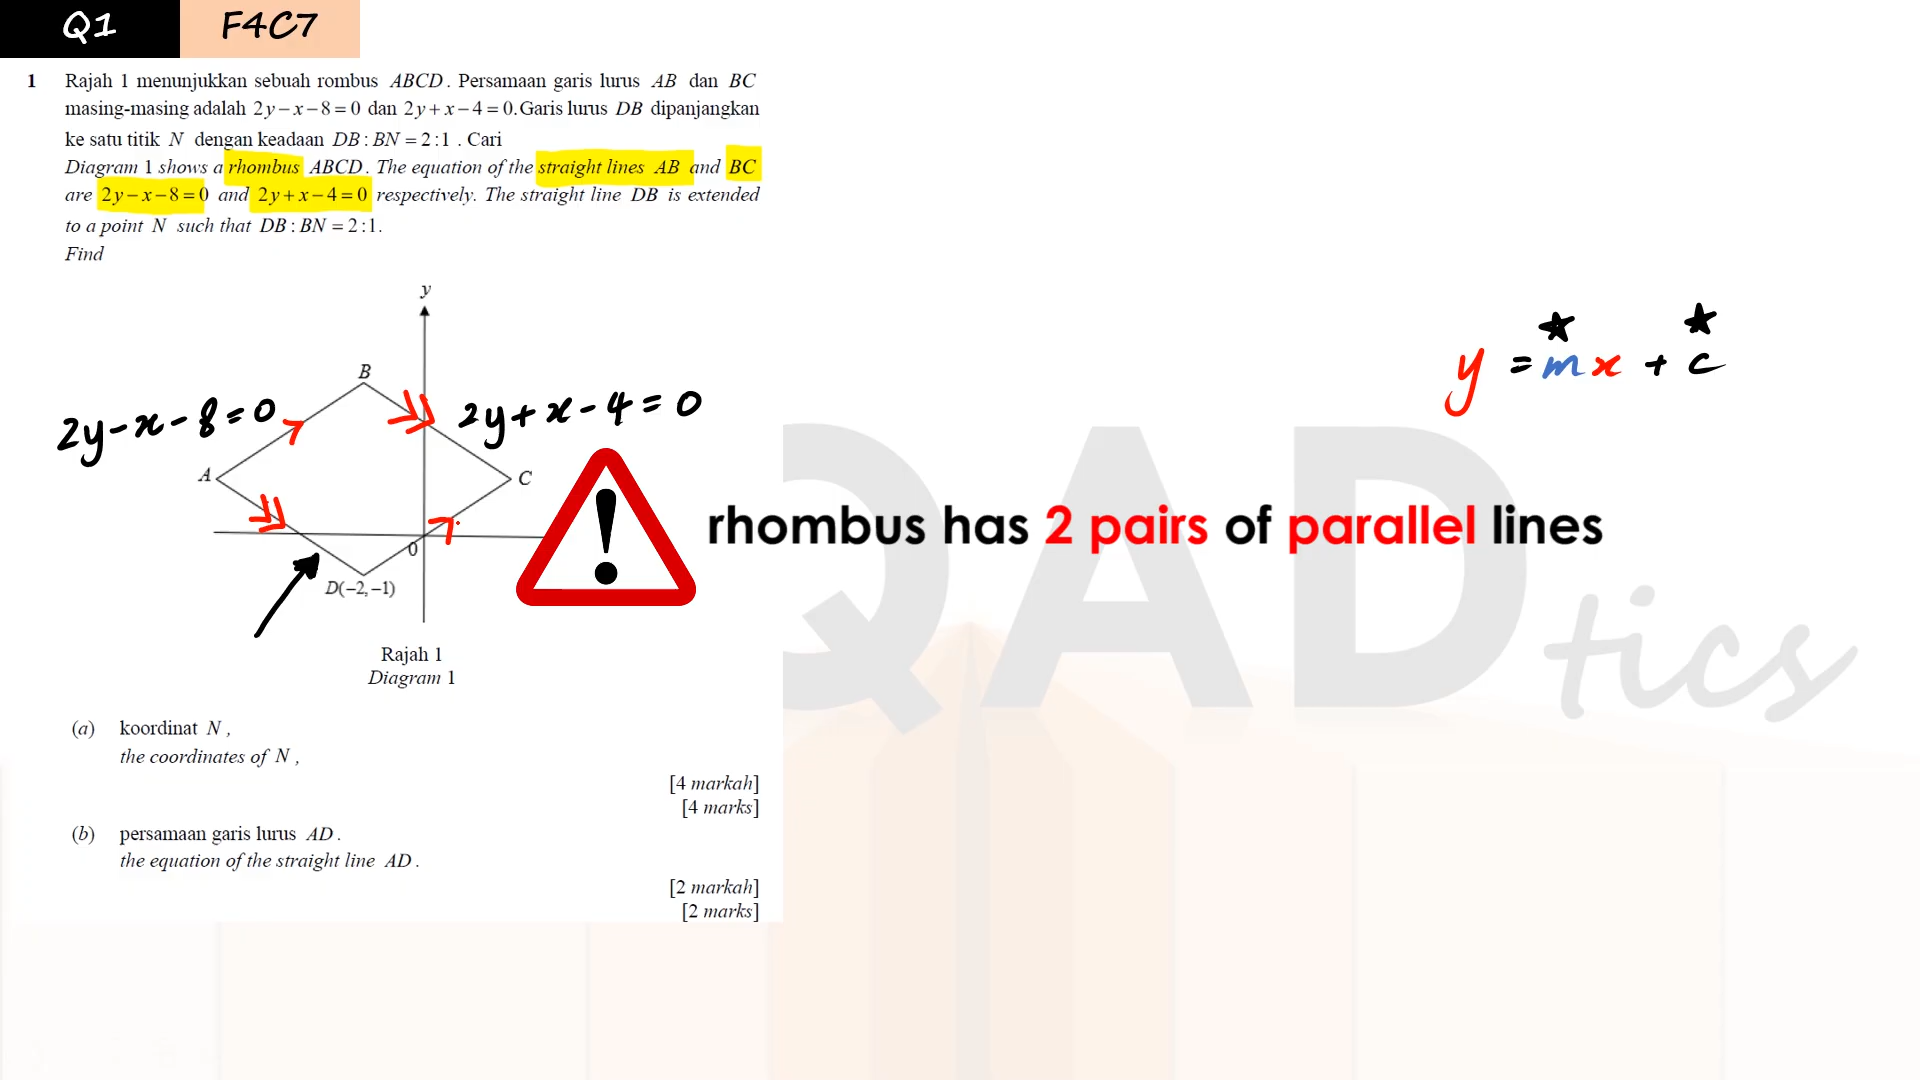 Q1
F4C7
1 Rajah 1 menunjukkan sebuah rombus ABCD. Persamaan garis lurus AB dan BC
masing-masing adalah 2y−x−8=0 dan 2y+x−4=0.Garis lurus DB dipanjangkan
ke satu titik N dengan keadaan DB:BN=2:1. Cari
Diagram 1 shows a rhombus ABCD. The equation of the straight lines AB and BC
are 2y−x−8=0 and 2y+x−4=0 respectively. The straight line DB is extended
to a point N such that DB:BN=2:1.
Find
y
B
2y-x-8=0
2y+x-4=0
A
C
0
D(−2,−1)
Rajah 1
Diagram 1
y = mx + c
rhombus has 2 pairs of parallel lines
QADtics
(a) koordinat N,
the coordinates of N,
[4 markah]
[4 marks]
(b) persamaan garis lurus AD.
the equation of the straight line AD.
[2 markah]
[2 marks]